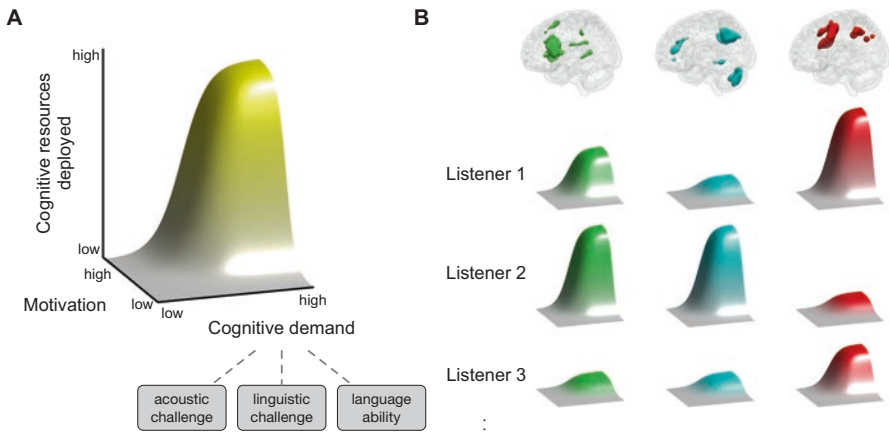 A
high
Cognitive resources
deployed
low
high
Motivation
low
low
high
Cognitive demand
acoustic
challenge
linguistic
challenge
language
ability
B
Listener 1
Listener 2
Listener 3
: